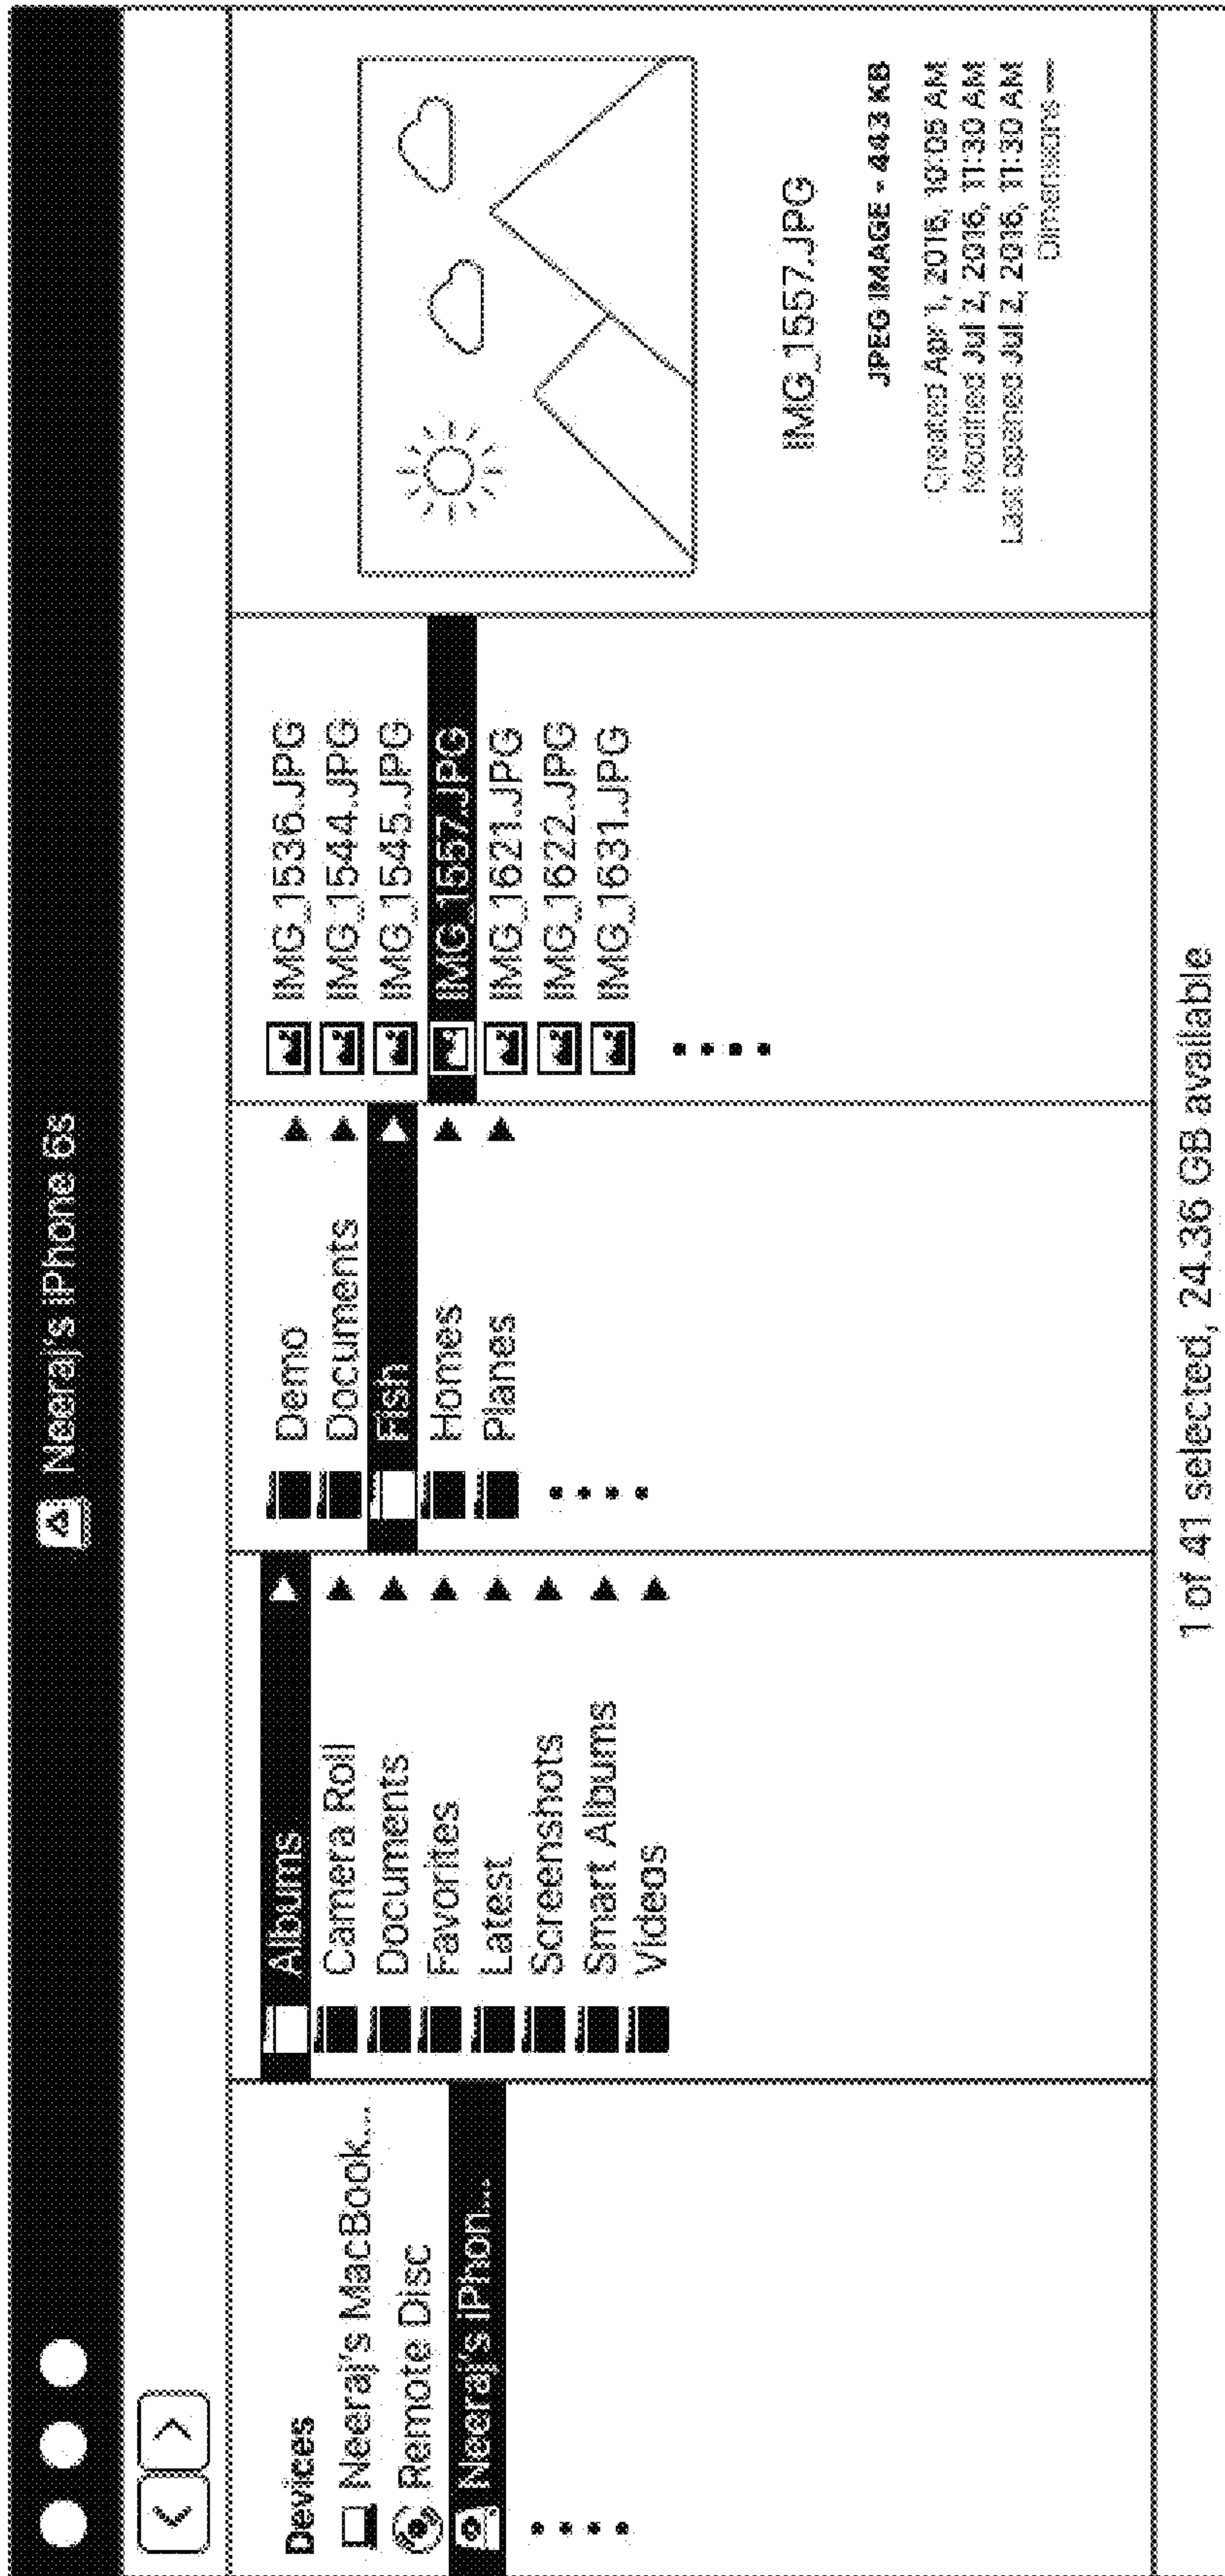 Neeraj's iPhone 6s
Devices
Neeraj's MacBook...
Remote Disc
Neeraj's iPhon...
Albums
Camera Roll
Documents
Favorites
Latest
Screenshots
Smart Albums
Videos
Demo
Documents
Fish
Homes
Planes
IMG_1536.JPG
IMG_1544.JPG
IMG_1545.JPG
IMG_1557.JPG
IMG_1621.JPG
IMG_1622.JPG
IMG_1631.JPG
IMG_1557.JPG
JPEG IMAGE - 443 KB
Created Apr 1, 2016, 10:05 AM
Modified Jul 2, 2016, 11:30 AM
Last opened Jul 2, 2016, 11:30 AM
Dimensions —
1 of 41 selected, 24.36 GB available